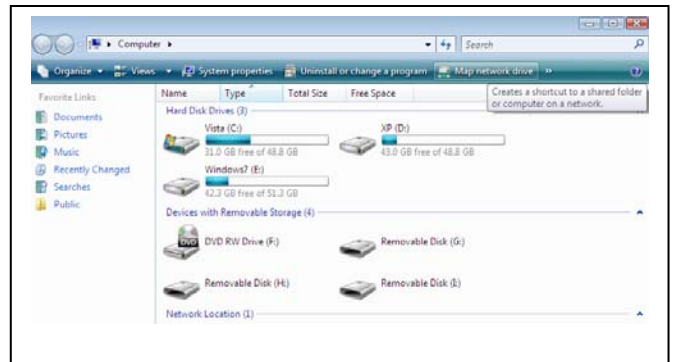 Computer
Search
Organize Views System properties Uninstall or change a program Map network drive »
Creates a shortcut to a shared folder
or computer on a network.
Favorite Links
Documents
Pictures
Music
Recently Changed
Searches
Public
Name Type Total Size Free Space
Hard Disk Drives (3)
Vista (C:) XP (D:)
31.0 GB free of 48.8 GB 43.0 GB free of 48.8 GB
Windows7 (E:)
42.3 GB free of 51.3 GB
Devices with Removable Storage (4)
DVD RW Drive (F:) Removable Disk (G:)
Removable Disk (H:) Removable Disk (I:)
Network Location (1)